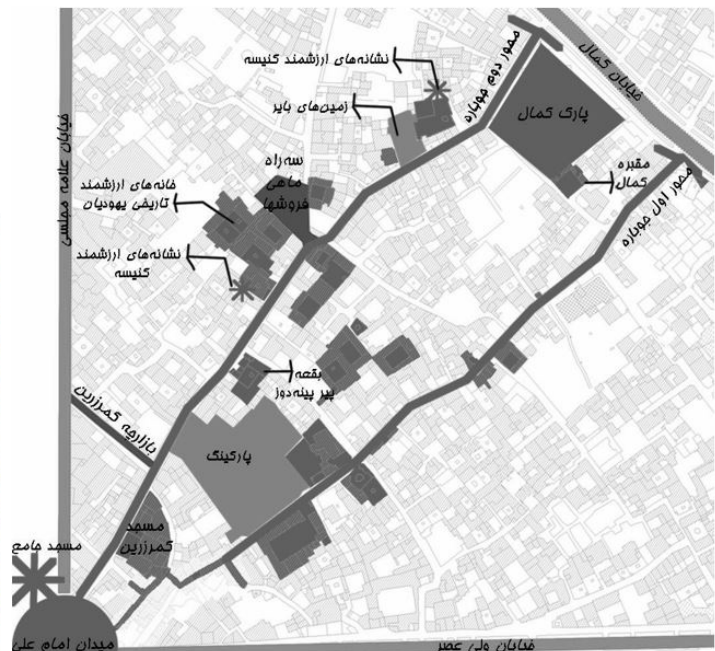 نشانه‌های ارزشمند کنیسه
زمین‌های بایر
محور دوم جوباره
خیابان کمال
پارک کمال
مقبره
کمال
محور اول جوباره
خیابان علامه مجلسی
سه‌راه
ماهی
فروشها
خانه‌های ارزشمند
تاریخی یهودیان
نشانه‌های ارزشمند
کنیسه
بقعه
پیر پینه‌دوز
بازارچه کمرزرین
پارکینگ
مسجد
کمرزرین
مسجد جامع
میدان امام علی
خیابان ولی عصر